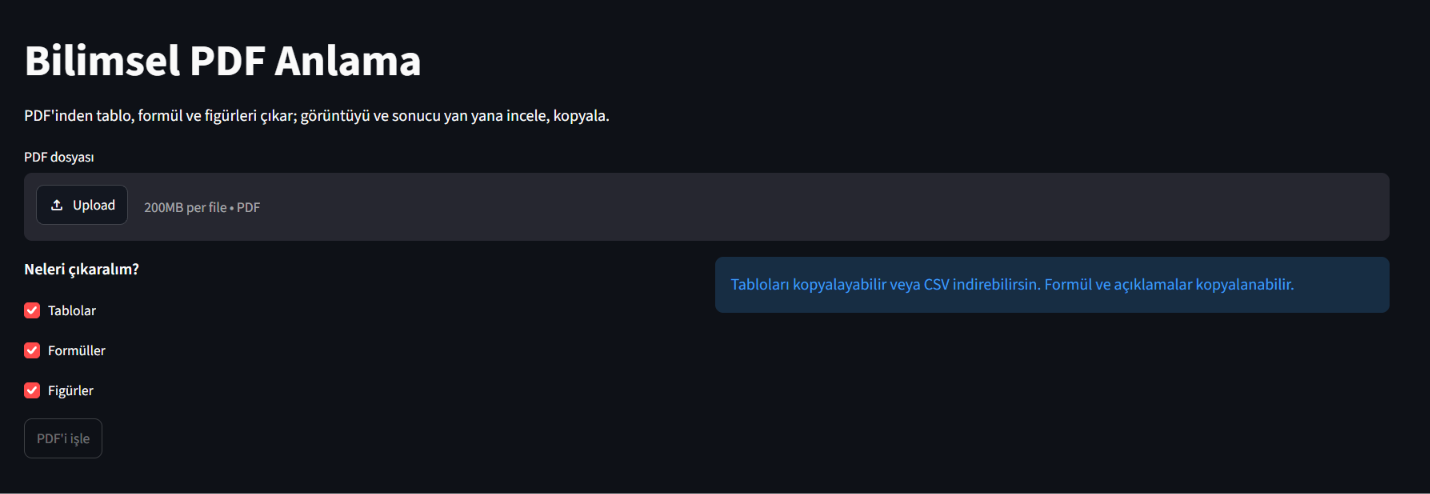 Bilimsel PDF Anlama
PDF'inden tablo, formül ve figürleri çıkar; görüntüyü ve sonucu yan yana incele, kopyala.
PDF dosyası
Upload
200MB per file • PDF
Neleri çıkaralım?
Tablolar
Formüller
Figürler
PDF'i işle
Tabloları kopyalayabilir veya CSV indirebilirsin. Formül ve açıklamalar kopyalanabilir.